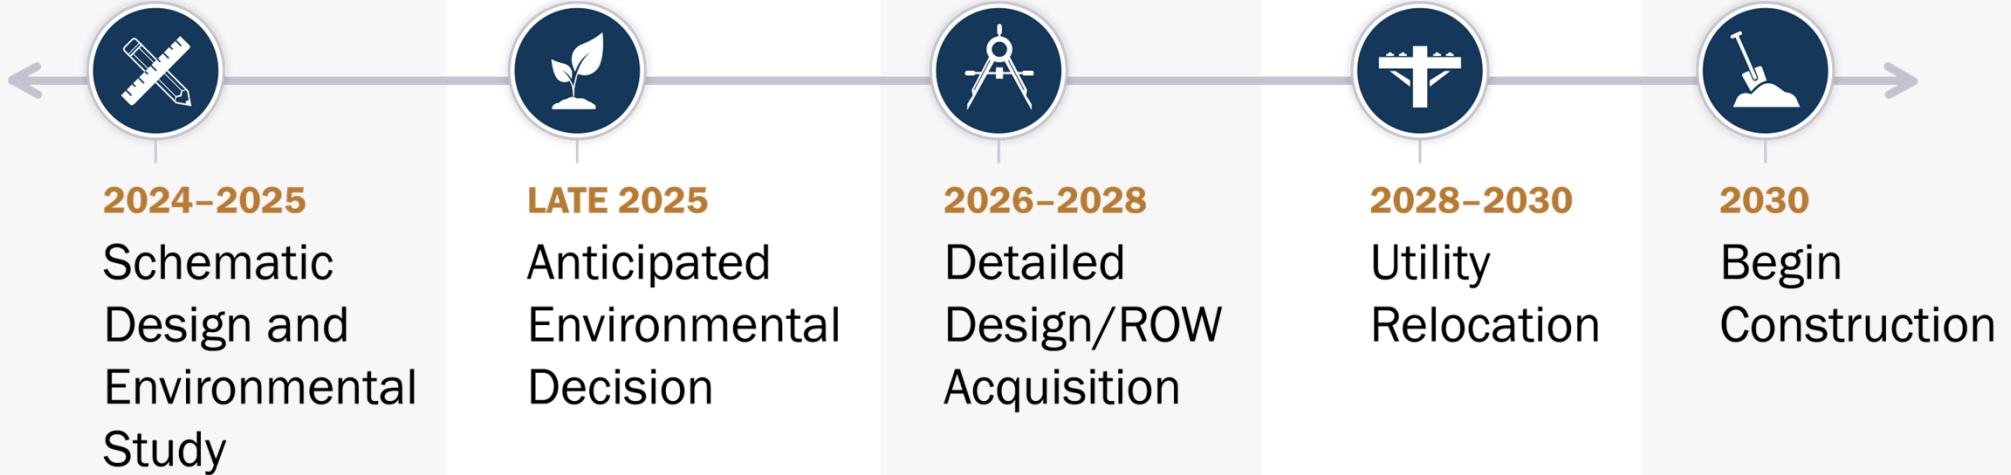 2024–2025
Schematic
Design and
Environmental
Study
LATE 2025
Anticipated
Environmental
Decision
2026–2028
Detailed
Design/ROW
Acquisition
2028–2030
Utility
Relocation
2030
Begin
Construction